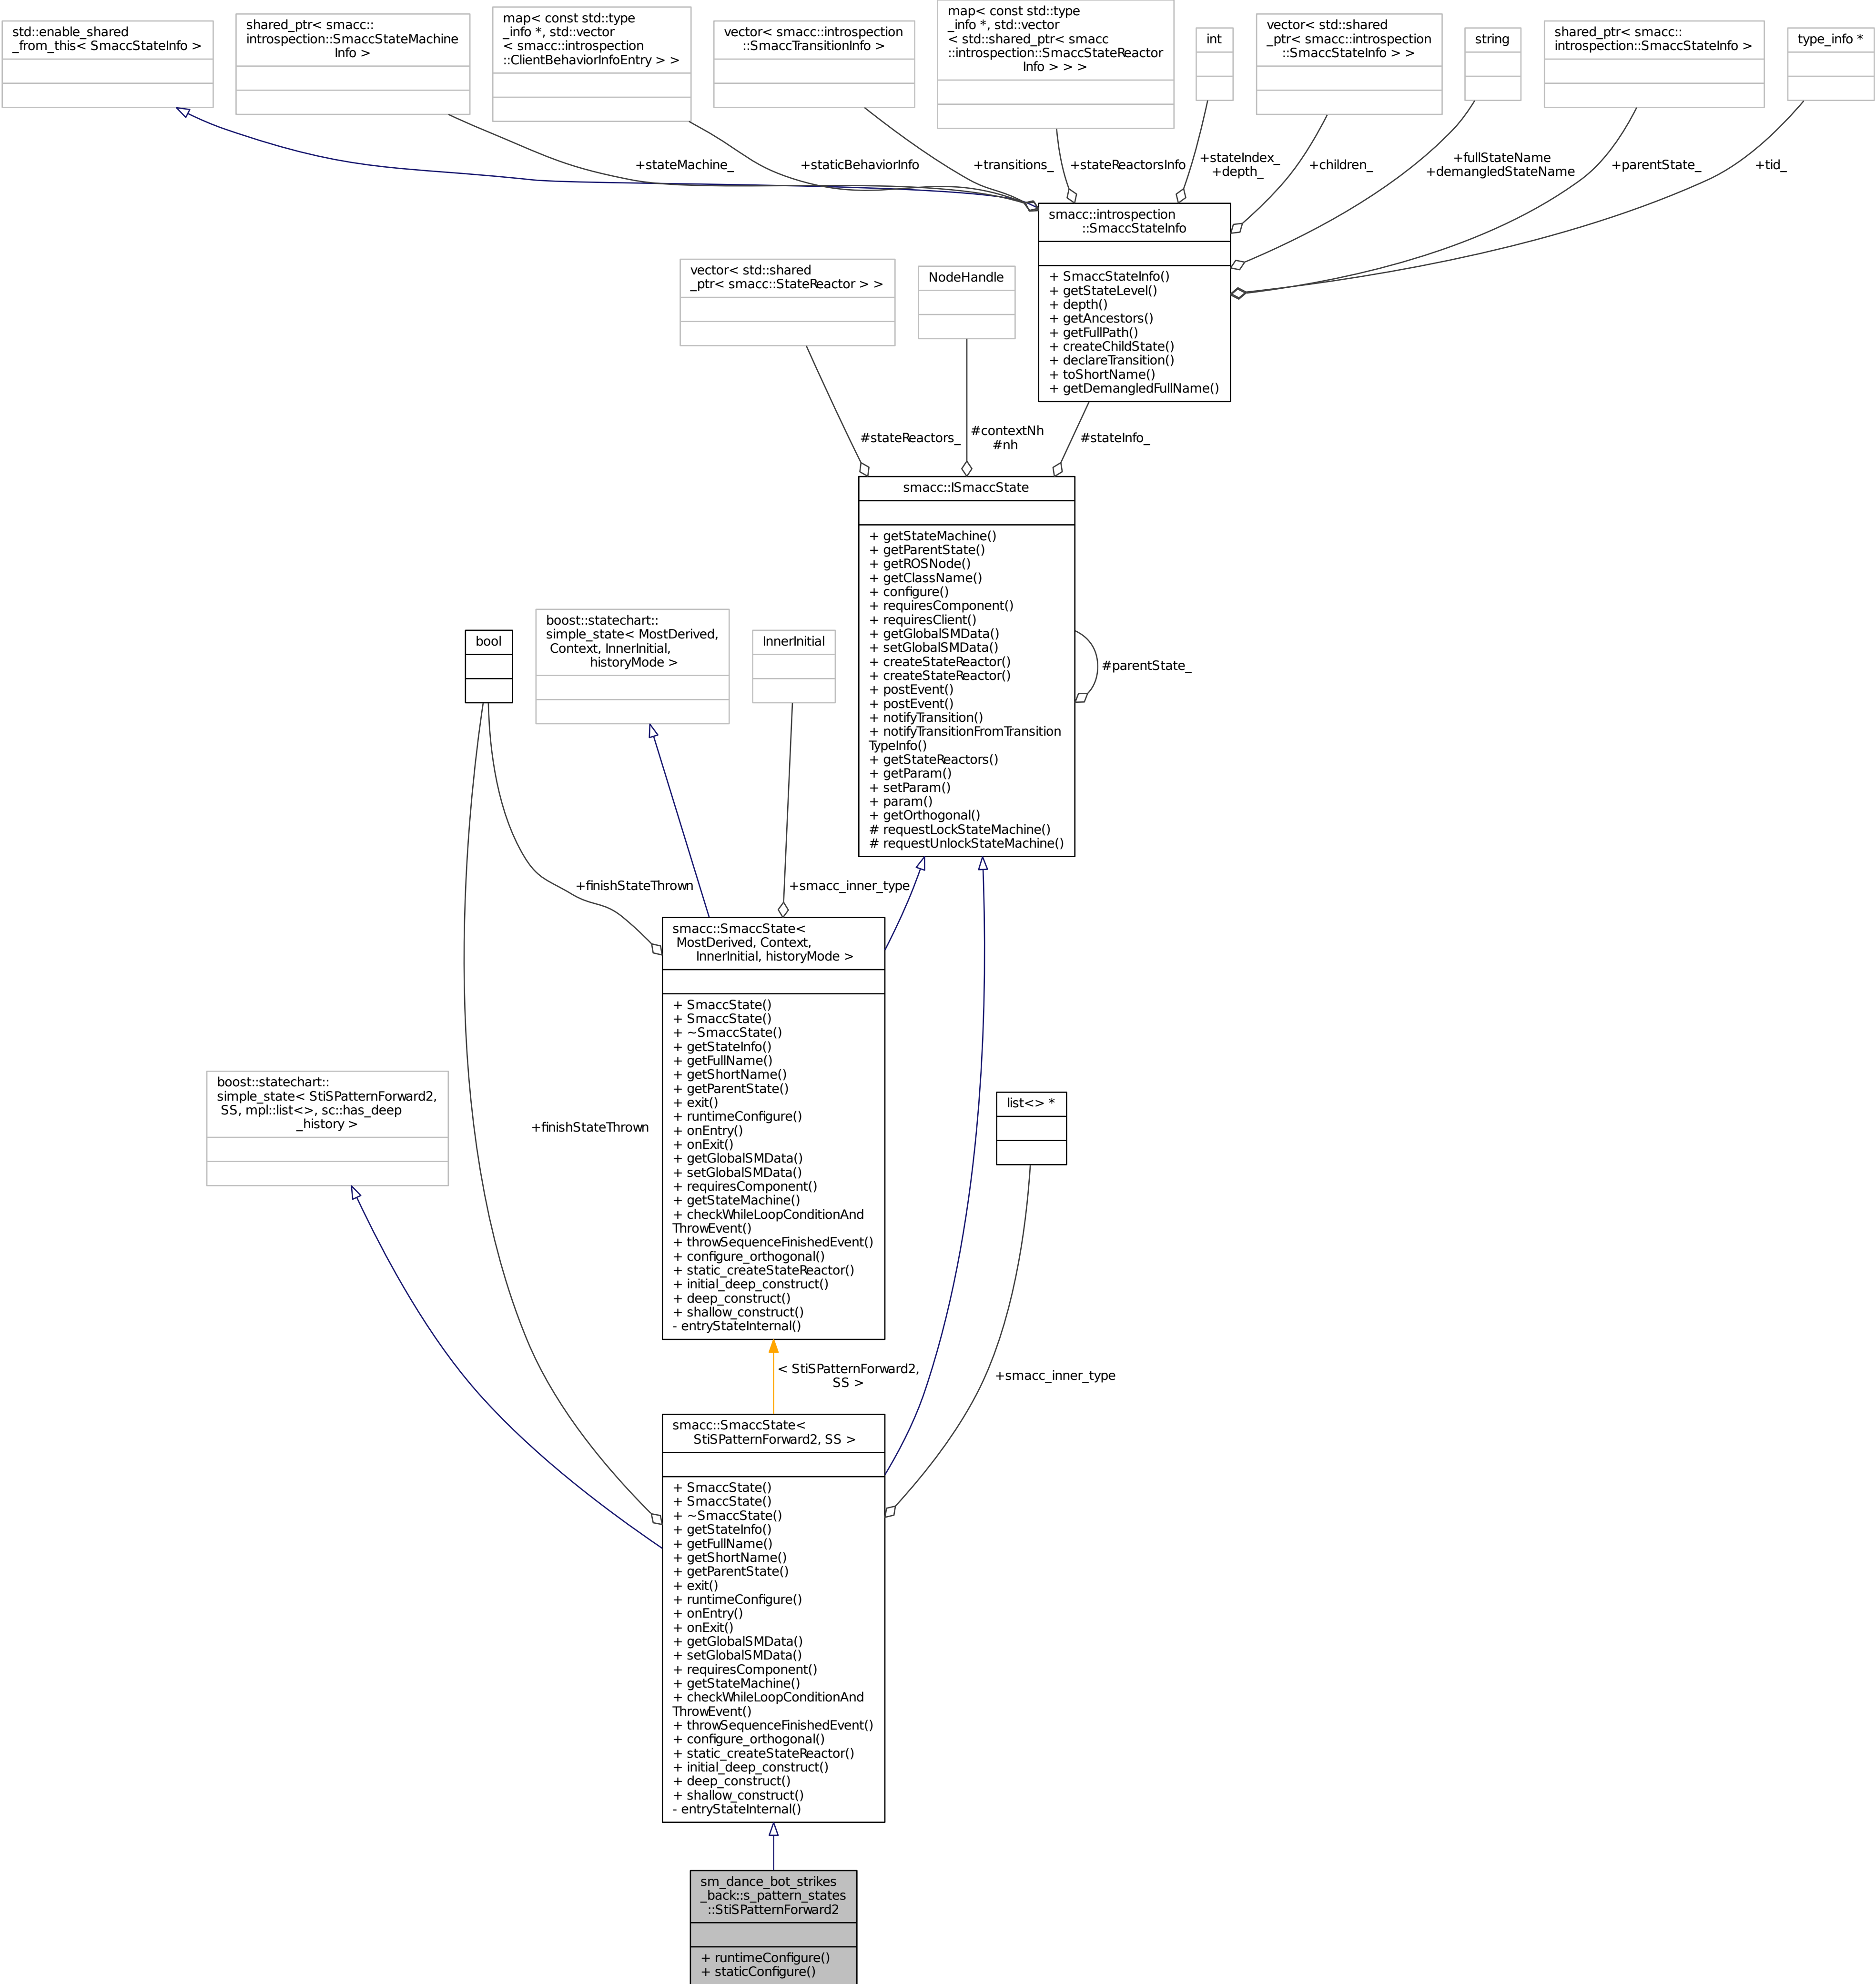 std::enable_shared
_from_this< SmaccStateInfo >
shared_ptr< smacc::
introspection::SmaccStateMachine
Info >
map< const std::type
_info *, std::vector
< smacc::introspection
::ClientBehaviorInfoEntry > >
vector< smacc::introspection
::SmaccTransitionInfo >
map< const std::type
_info *, std::vector
< std::shared_ptr< smacc
::introspection::SmaccStateReactor
Info > > >
int
vector< std::shared
_ptr< smacc::introspection
::SmaccStateInfo > >
string
shared_ptr< smacc::
introspection::SmaccStateInfo >
type_info *
+stateMachine_
+staticBehaviorInfo
+transitions_
+stateReactorsInfo
+stateIndex_
+depth_
+children_
+fullStateName
+demangledStateName
+parentState_
+tid_
smacc::introspection
::SmaccStateInfo
+ SmaccStateInfo()
+ getStateLevel()
+ depth()
+ getAncestors()
+ getFullPath()
+ createChildState()
+ declareTransition()
+ toShortName()
+ getDemangledFullName()
vector< std::shared
_ptr< smacc::StateReactor > >
NodeHandle
#stateReactors_
#contextNh
#nh
#stateInfo_
smacc::ISmaccState
+ getStateMachine()
+ getParentState()
+ getROSNode()
+ getClassName()
+ configure()
+ requiresComponent()
+ requiresClient()
+ getGlobalSMData()
+ setGlobalSMData()
+ createStateReactor()
+ createStateReactor()
+ postEvent()
+ postEvent()
+ notifyTransition()
+ notifyTransitionFromTransition
TypeInfo()
+ getStateReactors()
+ getParam()
+ setParam()
+ param()
+ getOrthogonal()
# requestLockStateMachine()
# requestUnlockStateMachine()
#parentState_
bool
boost::statechart::
simple_state< MostDerived,
Context, InnerInitial,
historyMode >
InnerInitial
+finishStateThrown
+smacc_inner_type
smacc::SmaccState<
MostDerived, Context,
InnerInitial, historyMode >
+ SmaccState()
+ SmaccState()
+ ~SmaccState()
+ getStateInfo()
+ getFullName()
+ getShortName()
+ getParentState()
+ exit()
+ runtimeConfigure()
+ onEntry()
+ onExit()
+ getGlobalSMData()
+ setGlobalSMData()
+ requiresComponent()
+ getStateMachine()
+ checkWhileLoopConditionAnd
ThrowEvent()
+ throwSequenceFinishedEvent()
+ configure_orthogonal()
+ static_createStateReactor()
+ initial_deep_construct()
+ deep_construct()
+ shallow_construct()
- entryStateInternal()
boost::statechart::
simple_state< StiSPatternForward2,
SS, mpl::list<>, sc::has_deep
_history >
+finishStateThrown
list<> *
< StiSPatternForward2,
SS >
+smacc_inner_type
smacc::SmaccState<
StiSPatternForward2, SS >
+ SmaccState()
+ SmaccState()
+ ~SmaccState()
+ getStateInfo()
+ getFullName()
+ getShortName()
+ getParentState()
+ exit()
+ runtimeConfigure()
+ onEntry()
+ onExit()
+ getGlobalSMData()
+ setGlobalSMData()
+ requiresComponent()
+ getStateMachine()
+ checkWhileLoopConditionAnd
ThrowEvent()
+ throwSequenceFinishedEvent()
+ configure_orthogonal()
+ static_createStateReactor()
+ initial_deep_construct()
+ deep_construct()
+ shallow_construct()
- entryStateInternal()
sm_dance_bot_strikes
_back::s_pattern_states
::StiSPatternForward2
+ runtimeConfigure()
+ staticConfigure()